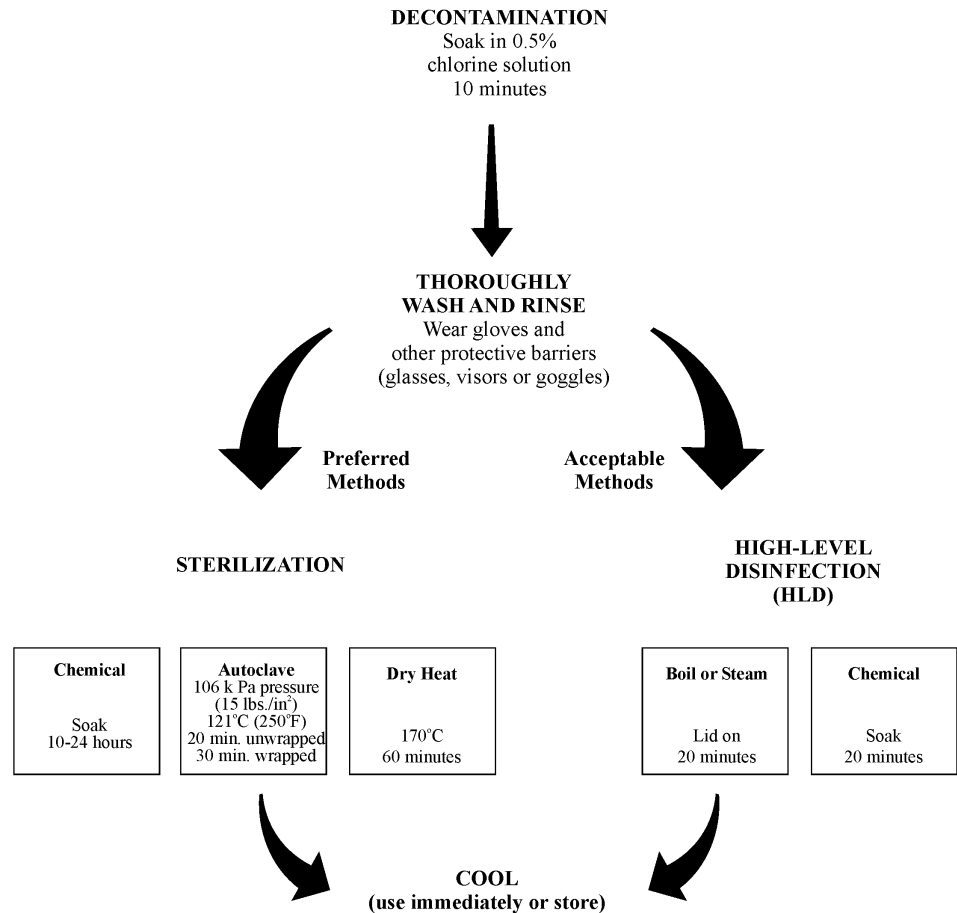 DECONTAMINATION
Soak in 0.5%
chlorine solution
10 minutes
THOROUGHLY
WASH AND RINSE
Wear gloves and
other protective barriers
(glasses, visors or goggles)
Preferred
Methods
Acceptable
Methods
STERILIZATION
HIGH-LEVEL
DISINFECTION
(HLD)
Chemical
Soak
10-24 hours
Autoclave
106 k Pa pressure
(15 lbs./in²)
121°C (250°F)
20 min. unwrapped
30 min. wrapped
Dry Heat
170°C
60 minutes
Boil or Steam
Lid on
20 minutes
Chemical
Soak
20 minutes
COOL
(use immediately or store)